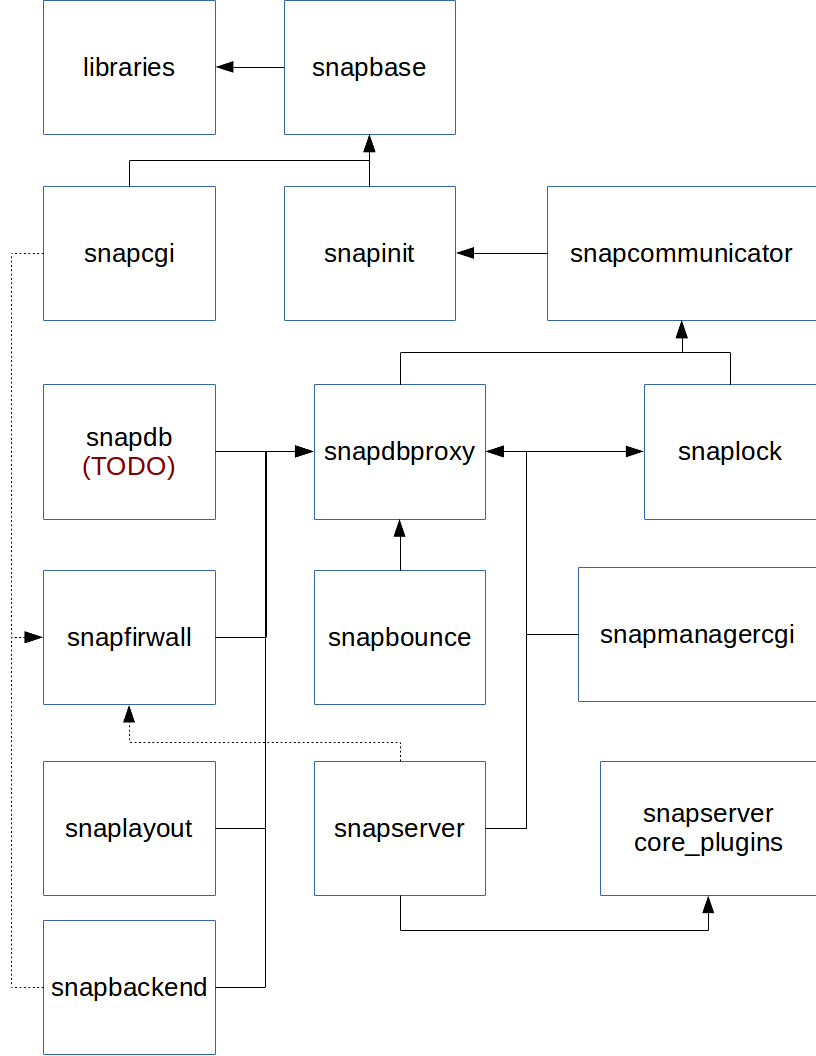 libraries
snapbase
snapcgi
snapinit
snapcommunicator
snapdb
(TODO)
snapdbproxy
snaplock
snapfirwall
snapbounce
snapmanagercgi
snaplayout
snapserver
snapserver
core_plugins
snapbackend